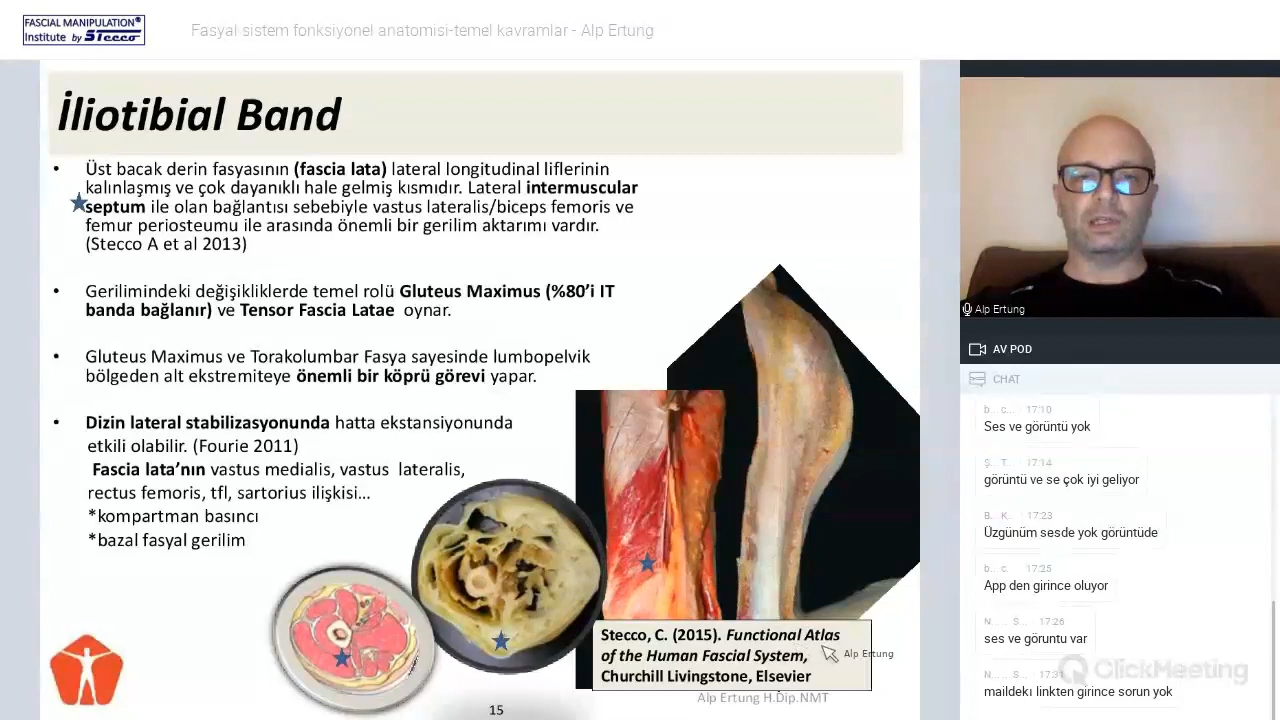 FASCIAL MANIPULATION®
Institute by Stecco
Fasyal sistem fonksiyonel anatomisi-temel kavramlar - Alp Ertung
İliotibial Band
• Üst bacak derin fasyasının (fascia lata) lateral longitudinal liflerinin
kalınlaşmış ve çok dayanıklı hale gelmiş kısmıdır. Lateral intermuscular
septum ile olan bağlantısı sebebiyle vastus lateralis/biceps femoris ve
femur periosteumu ile arasında önemli bir gerilim aktarımı vardır.
(Stecco A et al 2013)
• Gerilimindeki değişikliklerde temel rolü Gluteus Maximus (%80’i IT
banda bağlanır) ve Tensor Fascia Latae oynar.
• Gluteus Maximus ve Torakolumbar Fasya sayesinde lumbopelvik
bölgeden alt ekstremiteye önemli bir köprü görevi yapar.
• Dizin lateral stabilizasyonunda hatta ekstansiyonunda
etkili olabilir. (Fourie 2011)
Fascia lata’nın vastus medialis, vastus lateralis,
rectus femoris, tfl, sartorius ilişkisi...
*kompartman basıncı
*bazal fasyal gerilim
Stecco, C. (2015). Functional Atlas
of the Human Fascial System,
Churchill Livingstone, Elsevier
Alp Ertung
Alp Ertung H.Dip.NMT
15
Alp Ertung
AV POD
CHAT
b... c... 17:10
Ses ve görüntü yok
Ş... T... 17:14
görüntü ve se çok iyi geliyor
B... K. 17:23
Üzgünüm sesde yok görüntüde
b... c. 17:25
App den girince oluyor
N... ... S... 17:26
ses ve görüntu var
N... ... S... 17:31
maildekı linkten girince sorun yok
ClickMeeting